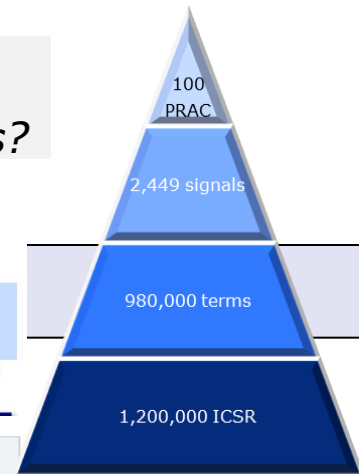 s?
100
PRAC
2,449 signals
980,000 terms
1,200,000 ICSR